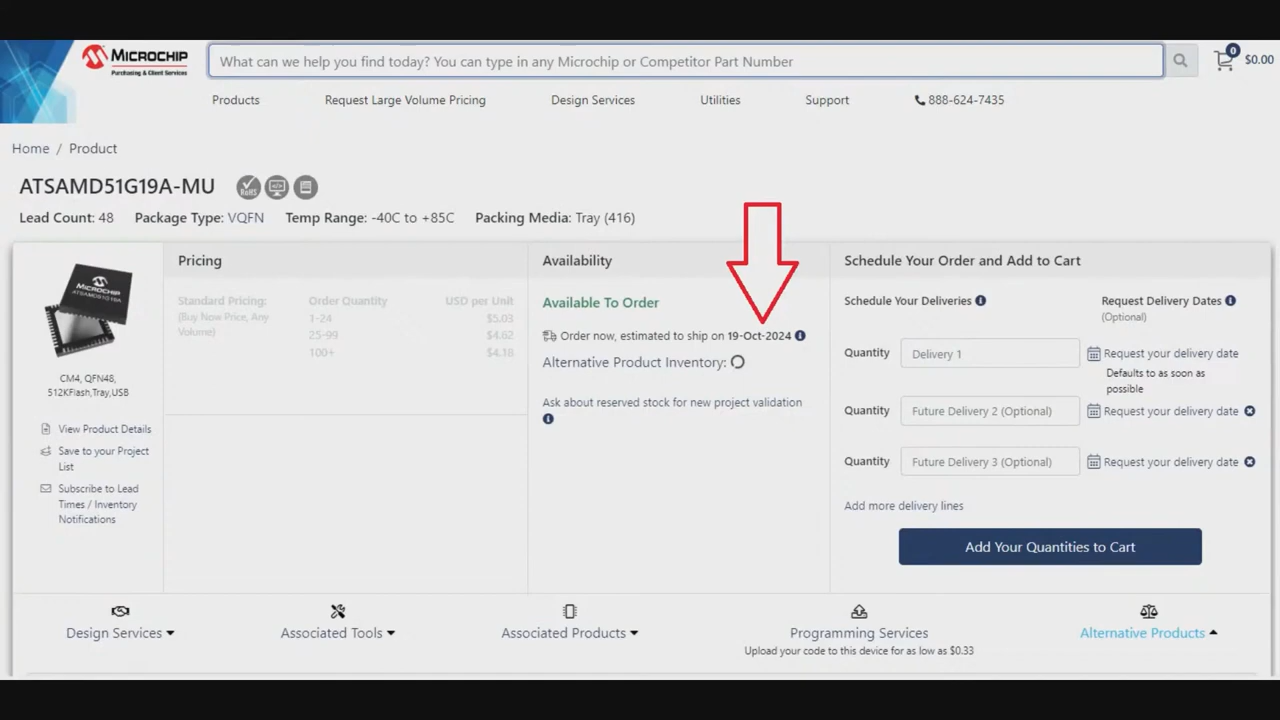 MICROCHIP
Purchasing & Client Services
What can we help you find today? You can type in any Microchip or Competitor Part Number
0
$0.00
Products
Request Large Volume Pricing
Design Services
Utilities
Support
888-624-7435
Home / Product
ATSAMD51G19A-MU
RoHS
Lead Count: 48 Package Type: VQFN Temp Range: -40C to +85C Packing Media: Tray (416)
MICROCHIP
ATSAMD51G19A
CM4, QFN48,
512KFlash,Tray,USB
View Product Details
Save to your Project
List
Subscribe to Lead
Times / Inventory
Notifications
Pricing
Standard Pricing: Order Quantity USD per Unit
(Buy Now Price, Any
Volume)
1-24 $5.03
25-99 $4.62
100+ $4.18
Availability
Available To Order
Order now, estimated to ship on 19-Oct-2024
Alternative Product Inventory:
Ask about reserved stock for new project validation
Schedule Your Order and Add to Cart
Schedule Your Deliveries
Request Delivery Dates
(Optional)
Quantity Delivery 1 Request your delivery date
Defaults to as soon as
possible
Quantity Future Delivery 2 (Optional) Request your delivery date
Quantity Future Delivery 3 (Optional) Request your delivery date
Add more delivery lines
Add Your Quantities to Cart
Design Services
Associated Tools
Associated Products
Programming Services
Upload your code to this device for as low as $0.33
Alternative Products